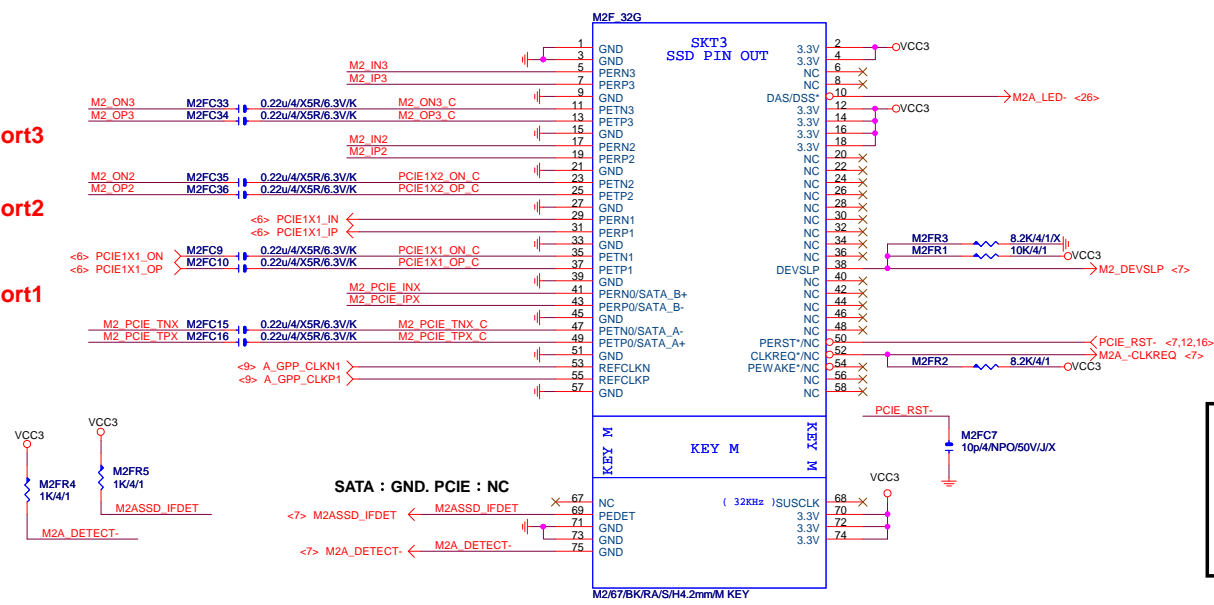 M2F_32G
SKT3
SSD PIN OUT
1 GND 3.3V 2 VCC3
3 GND 3.3V 4
M2_IN3 5 PERN3 NC 6
M2_IP3 7 PERP3 NC 8
9 GND DAS/DSS* 10 M2A_LED- <26>
M2_ON3 M2FC33 0.22u/4/X5R/6.3V/K M2_ON3_C 11 PETN3 3.3V 12 VCC3
M2_OP3 M2FC34 0.22u/4/X5R/6.3V/K M2_OP3_C 13 PETP3 3.3V 14
ort3
15 GND 3.3V 16
M2_IN2 17 PERN2 3.3V 18
M2_IP2 19 PERP2 NC 20
21 GND NC 22
M2_ON2 M2FC35 0.22u/4/X5R/6.3V/K PCIE1X2_ON_C 23 PETN2 NC 24
M2_OP2 M2FC36 0.22u/4/X5R/6.3V/K PCIE1X2_OP_C 25 PETP2 NC 26
ort2
27 GND NC 28
<6> PCIE1X1_IN 29 PERN1 NC 30
<6> PCIE1X1_IP 31 PERP1 NC 32
33 GND NC 34 M2FR3 8.2K/4/1/X
<6> PCIE1X1_ON M2FC9 0.22u/4/X5R/6.3V/K PCIE1X1_ON_C 35 PETN1 NC 36 M2FR1 10K/4/1 VCC3
<6> PCIE1X1_OP M2FC10 0.22u/4/X5R/6.3V/K PCIE1X1_OP_C 37 PETP1 DEVSLP 38 M2_DEVSLP <7>
39 GND NC 40
ort1
M2_PCIE_INX 41 PERN0/SATA_B+ NC 42
M2_PCIE_IPX 43 PERP0/SATA_B- NC 44
45 GND NC 46
M2_PCIE_TNX M2FC15 0.22u/4/X5R/6.3V/K M2_PCIE_TNX_C 47 PETN0/SATA_A- NC 48
M2_PCIE_TPX M2FC16 0.22u/4/X5R/6.3V/K M2_PCIE_TPX_C 49 PETP0/SATA_A+ PERST*/NC 50 PCIE_RST- <7,12,16>
51 GND CLKREQ*/NC 52 M2A_-CLKREQ <7>
<9> A_GPP_CLKN1 53 REFCLKN PEWAKE*/NC 54 M2FR2 8.2K/4/1 VCC3
<9> A_GPP_CLKP1 55 REFCLKP NC 56
57 GND NC 58
PCIE_RST-
M2FC7
10p/4/NPO/50V/J/X
KEY M
KEY M
KEY M
VCC3
VCC3
M2FR4
1K/4/1
M2FR5
1K/4/1
M2ASSD_IFDET
M2A_DETECT-
SATA : GND. PCIE : NC
VCC3
67 NC ( 32KHz )SUSCLK 68
<7> M2ASSD_IFDET M2ASSD_IFDET 69 PEDET 3.3V 70
71 GND 3.3V 72
73 GND 3.3V 74
<7> M2A_DETECT- M2A_DETECT- 75 GND
M2/67/BK/RA/S/H4.2mm/M KEY